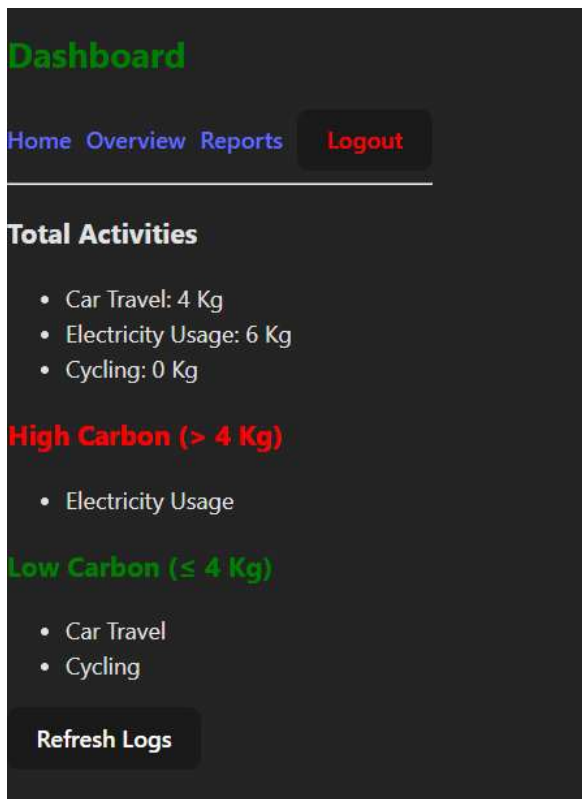 Dashboard
Home Overview Reports Logout
Total Activities
• Car Travel: 4 Kg
• Electricity Usage: 6 Kg
• Cycling: 0 Kg
High Carbon (> 4 Kg)
• Electricity Usage
Low Carbon (≤ 4 Kg)
• Car Travel
• Cycling
Refresh Logs